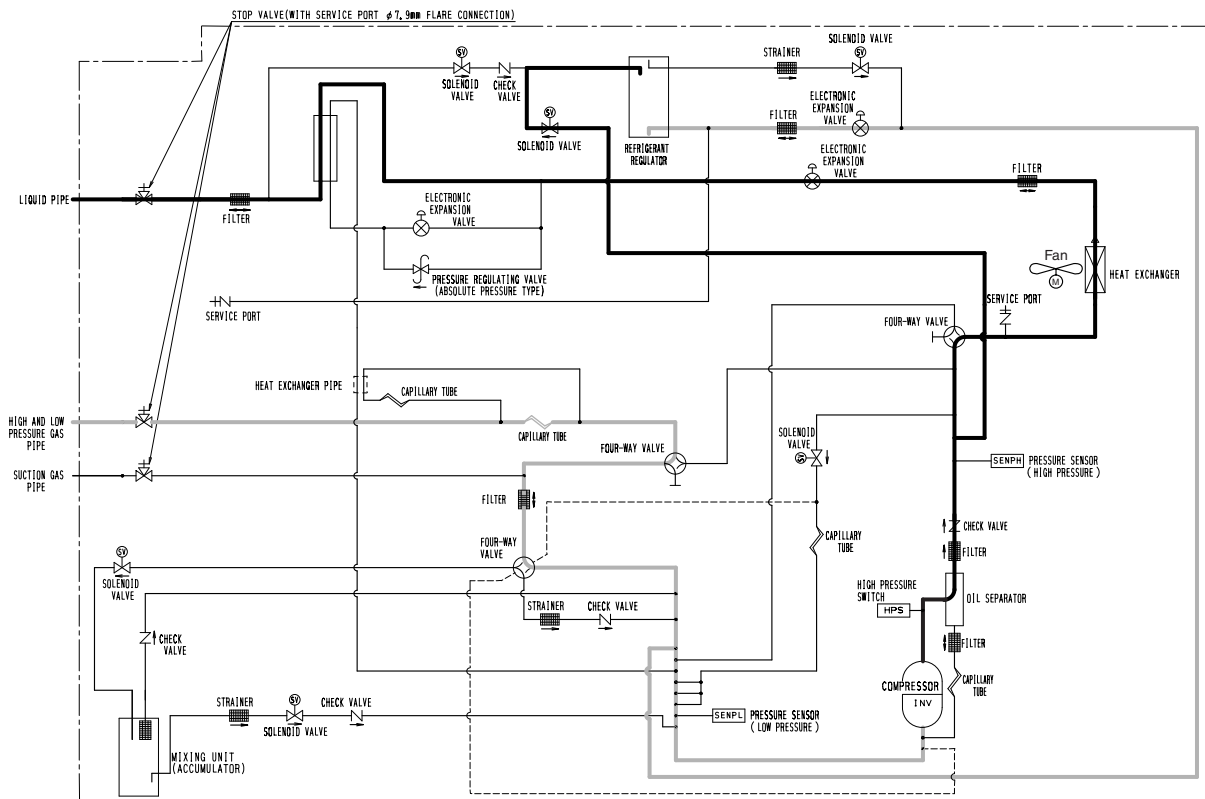 STOP VALVE(WITH SERVICE PORT φ7.9mm FLARE CONNECTION)
SV
SOLENOID
VALVE
CHECK
VALVE
SV
SOLENOID VALVE
REFRIGERANT
REGULATOR
STRAINER
SOLENOID VALVE
SV
FILTER
ELECTRONIC
EXPANSION
VALVE
ELECTRONIC
EXPANSION
VALVE
FILTER
LIQUID PIPE
FILTER
ELECTRONIC
EXPANSION
VALVE
PRESSURE REGULATING VALVE
(ABSOLUTE PRESSURE TYPE)
SERVICE PORT
Fan
M
HEAT EXCHANGER
SERVICE PORT
FOUR-WAY VALVE
HEAT EXCHANGER PIPE
CAPILLARY TUBE
HIGH AND LOW
PRESSURE GAS
PIPE
CAPILLARY TUBE
FOUR-WAY VALVE
SOLENOID
VALVE
SV
SUCTION GAS
PIPE
SENPH
PRESSURE SENSOR
(HIGH PRESSURE)
FILTER
FOUR-WAY
VALVE
CAPILLARY
TUBE
CHECK VALVE
FILTER
SV
SOLENOID
VALVE
HIGH PRESSURE
SWITCH
HPS
OIL SEPARATOR
STRAINER
CHECK VALVE
CHECK
VALVE
FILTER
COMPRESSOR
INV
CAPILLARY
TUBE
STRAINER
SV
SOLENOID VALVE
CHECK VALVE
SENPL
PRESSURE SENSOR
(LOW PRESSURE)
MIXING UNIT
(ACCUMULATOR)